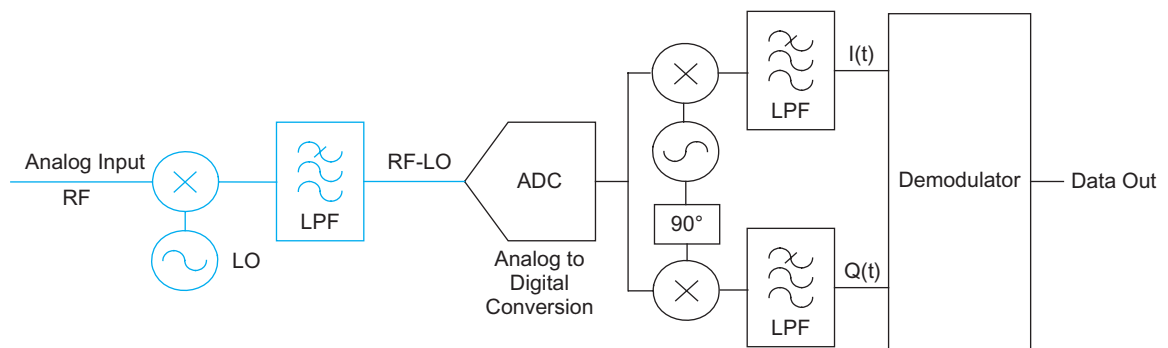 Analog Input
RF
LO
LPF
RF-LO
ADC
Analog to
Digital
Conversion
90°
LPF
I(t)
LPF
Q(t)
Demodulator
Data Out